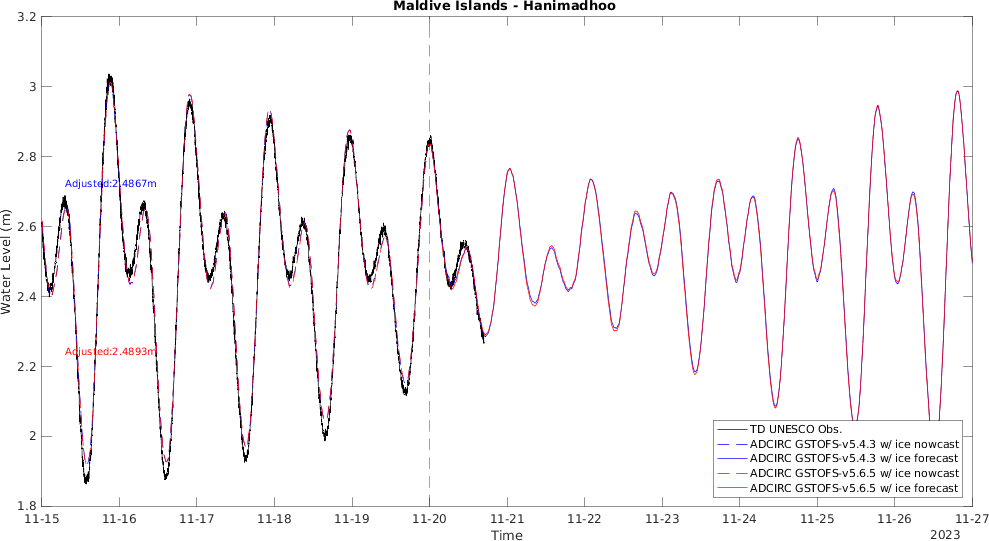 Maldive Islands - Hanimadhoo
3.2
3
2.8
2.6
2.4
2.2
2
1.8
Water Level (m)
Adjusted:2.4867m
Adjusted:2.4893m
TD UNESCO Obs.
ADCIRC GSTOFS-v5.4.3 w/ ice nowcast
ADCIRC GSTOFS-v5.4.3 w/ ice forecast
ADCIRC GSTOFS-v5.6.5 w/ ice nowcast
ADCIRC GSTOFS-v5.6.5 w/ ice forecast
11-15 11-16 11-17 11-18 11-19 11-20 11-21 11-22 11-23 11-24 11-25 11-26 11-27
Time
2023